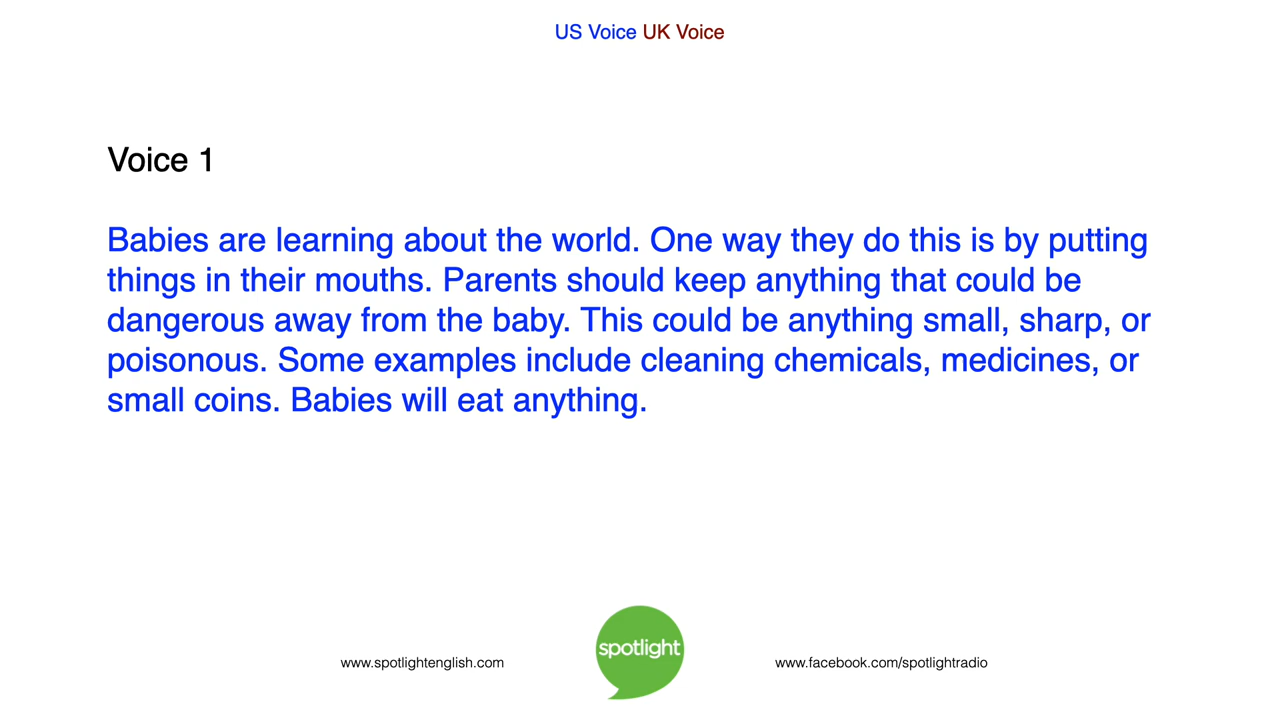 US Voice UK Voice
Voice 1
Babies are learning about the world. One way they do this is by putting
things in their mouths. Parents should keep anything that could be
dangerous away from the baby. This could be anything small, sharp, or
poisonous. Some examples include cleaning chemicals, medicines, or
small coins. Babies will eat anything.
spotlight
www.spotlightenglish.com
www.facebook.com/spotlightradio